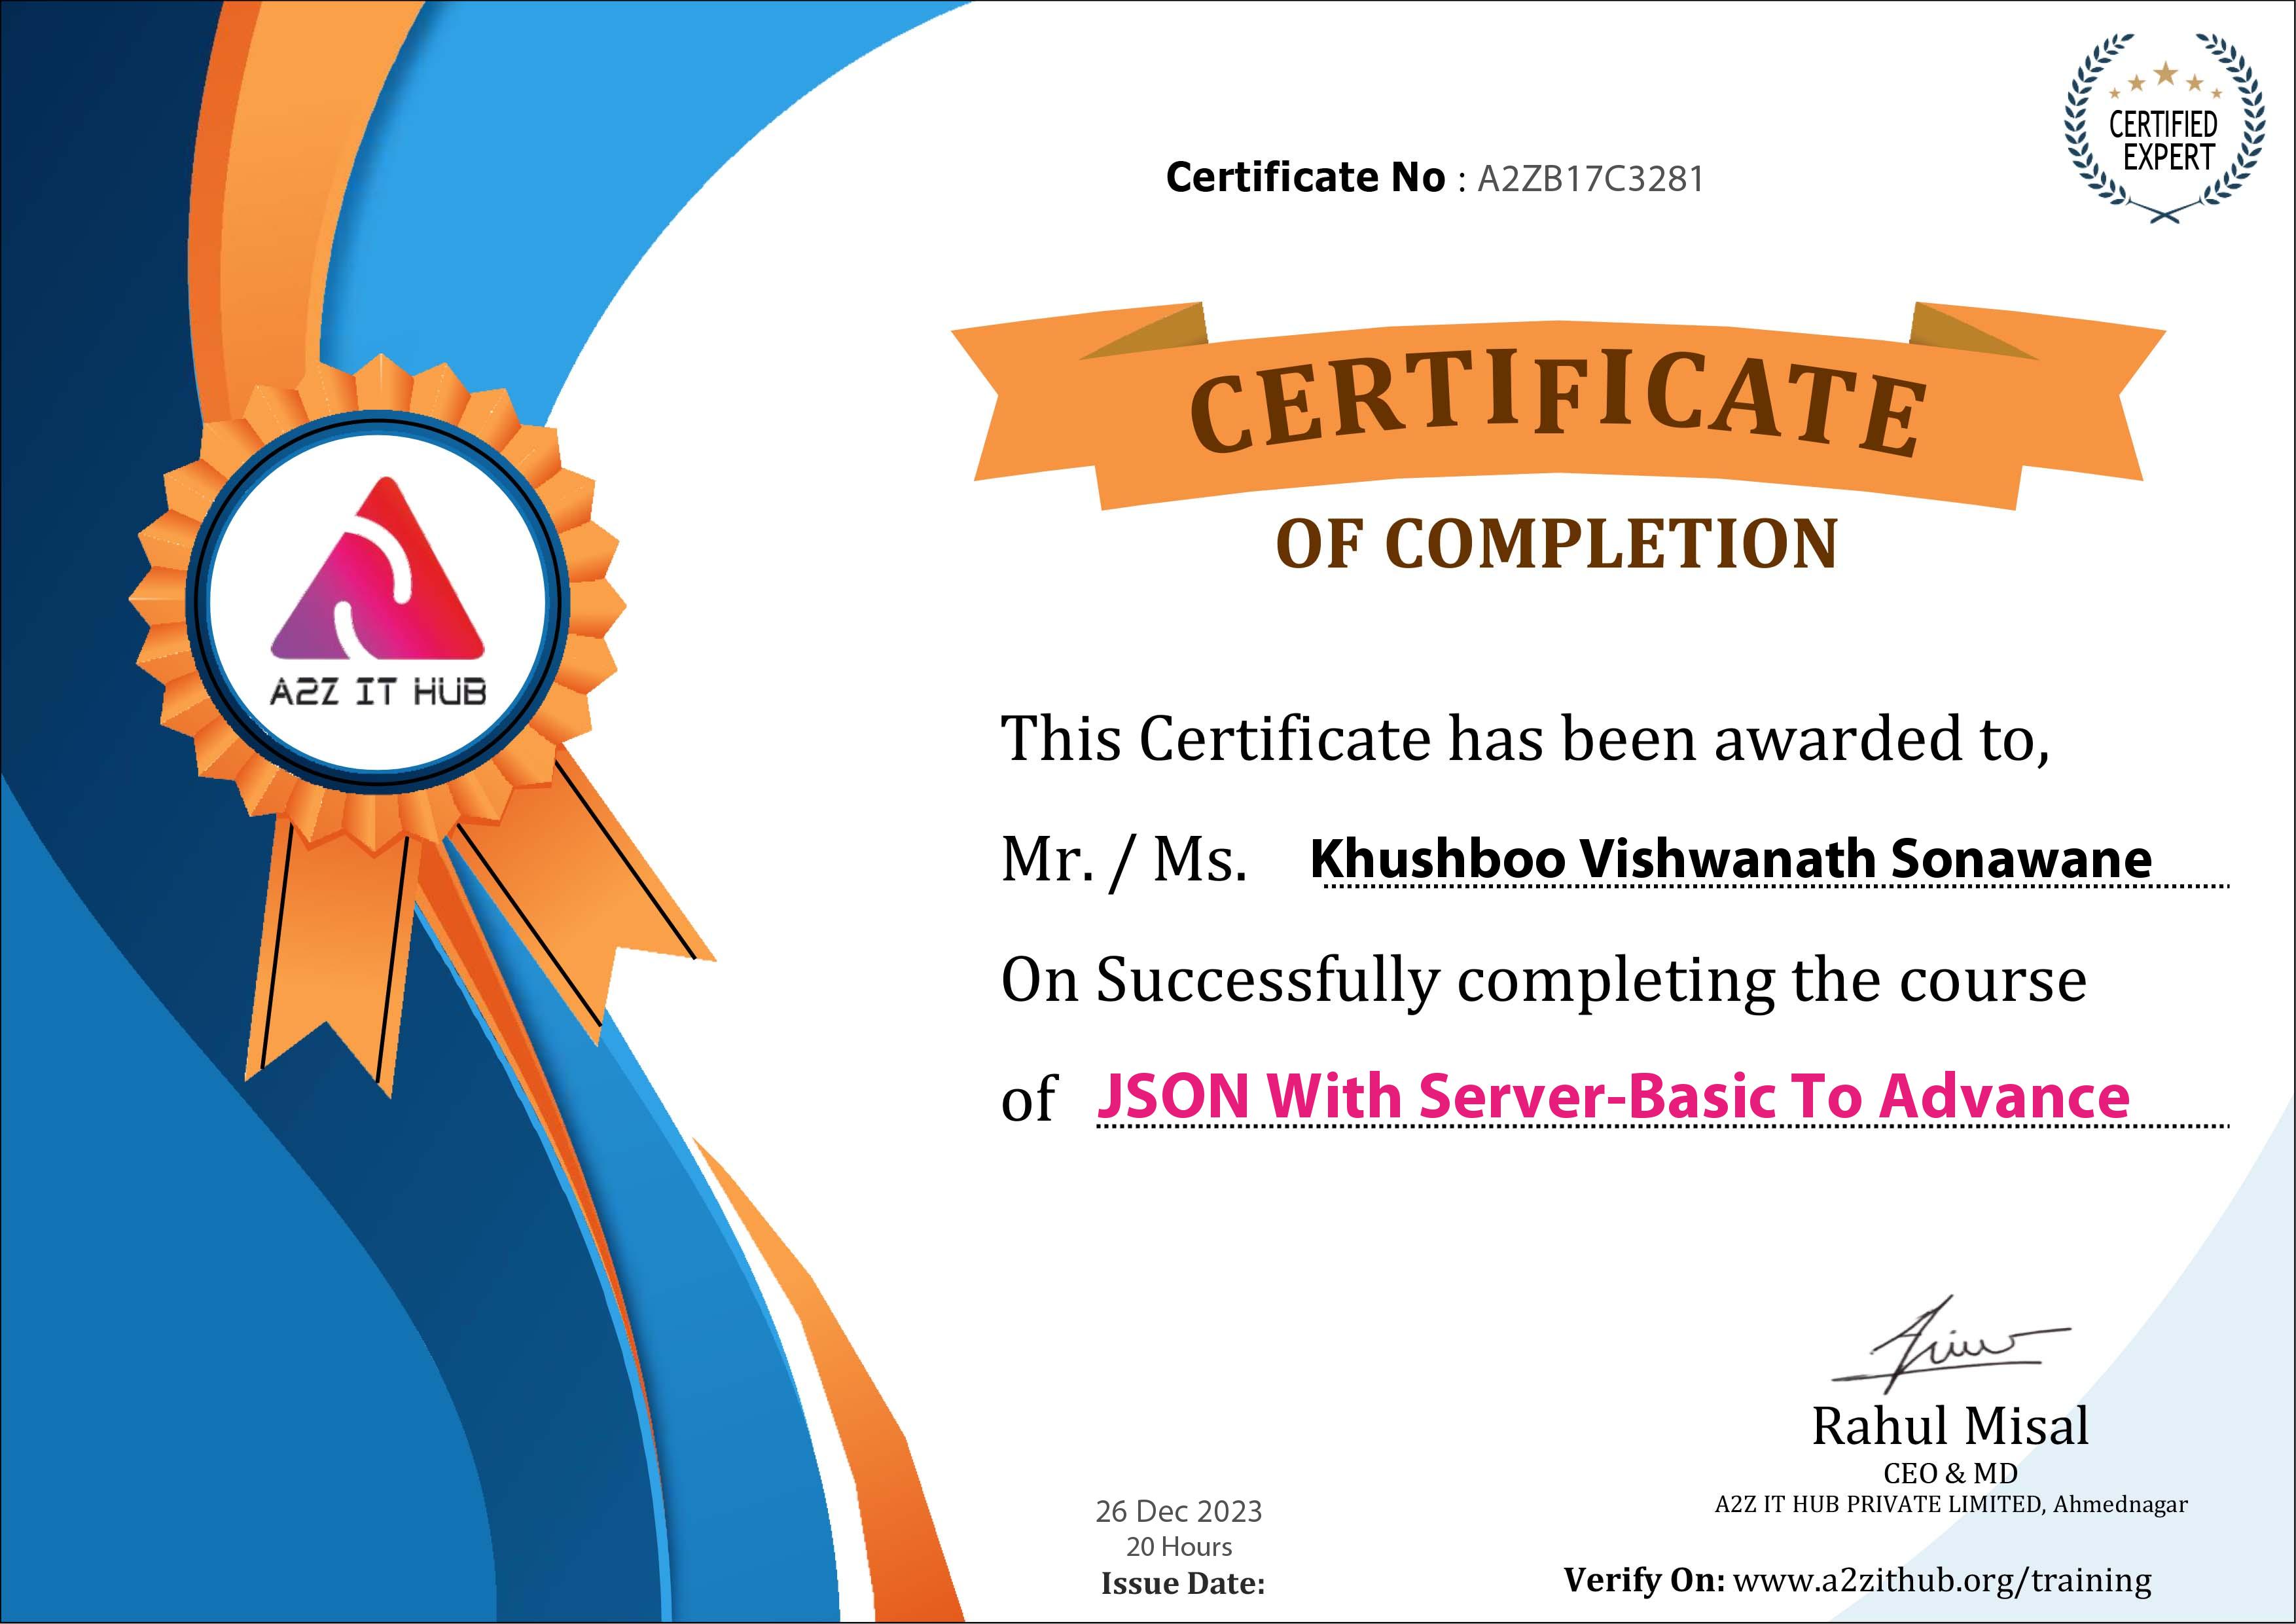 CERTIFIED
EXPERT
Certificate No : A2ZB17C3281
CERTIFICATE
OF COMPLETION
A2Z IT HUB
This Certificate has been awarded to,
Mr. / Ms. Khushboo Vishwanath Sonawane
On Successfully completing the course
of JSON With Server-Basic To Advance
Rahul Misal
CEO & MD
A2Z IT HUB PRIVATE LIMITED, Ahmednagar
26 Dec 2023
20 Hours
Issue Date:
Verify On: www.a2zithub.org/training